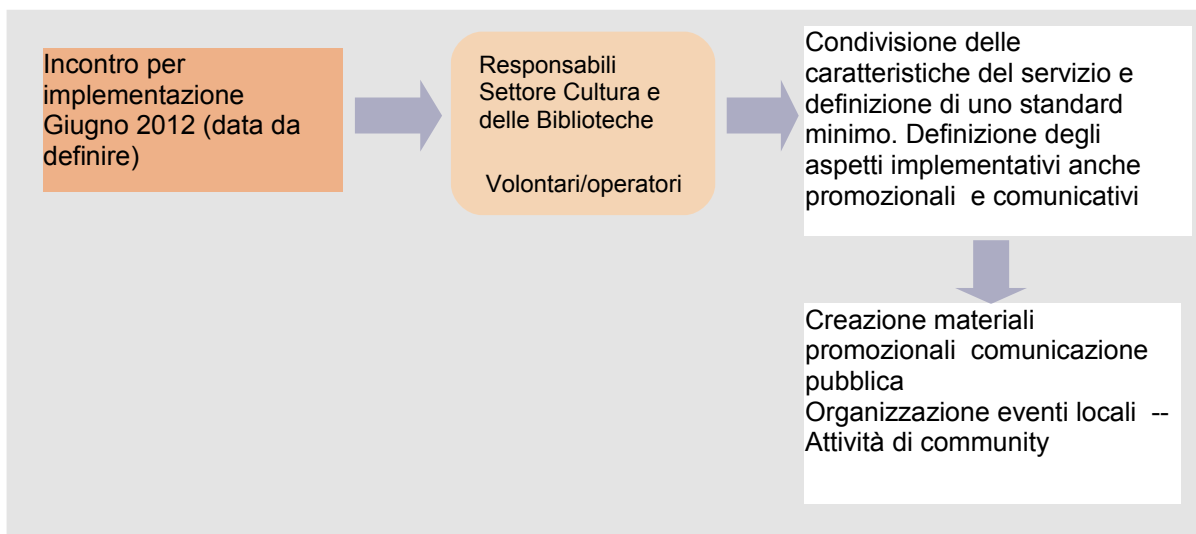 Incontro per
implementazione
Giugno 2012 (data da
definire)
Responsabili
Settore Cultura e
delle Biblioteche
Volontari/operatori
Condivisione delle
caratteristiche del servizio e
definizione di uno standard
minimo. Definizione degli
aspetti implementativi anche
promozionali e comunicativi
Creazione materiali
promozionali comunicazione
pubblica
Organizzazione eventi locali --
Attività di community